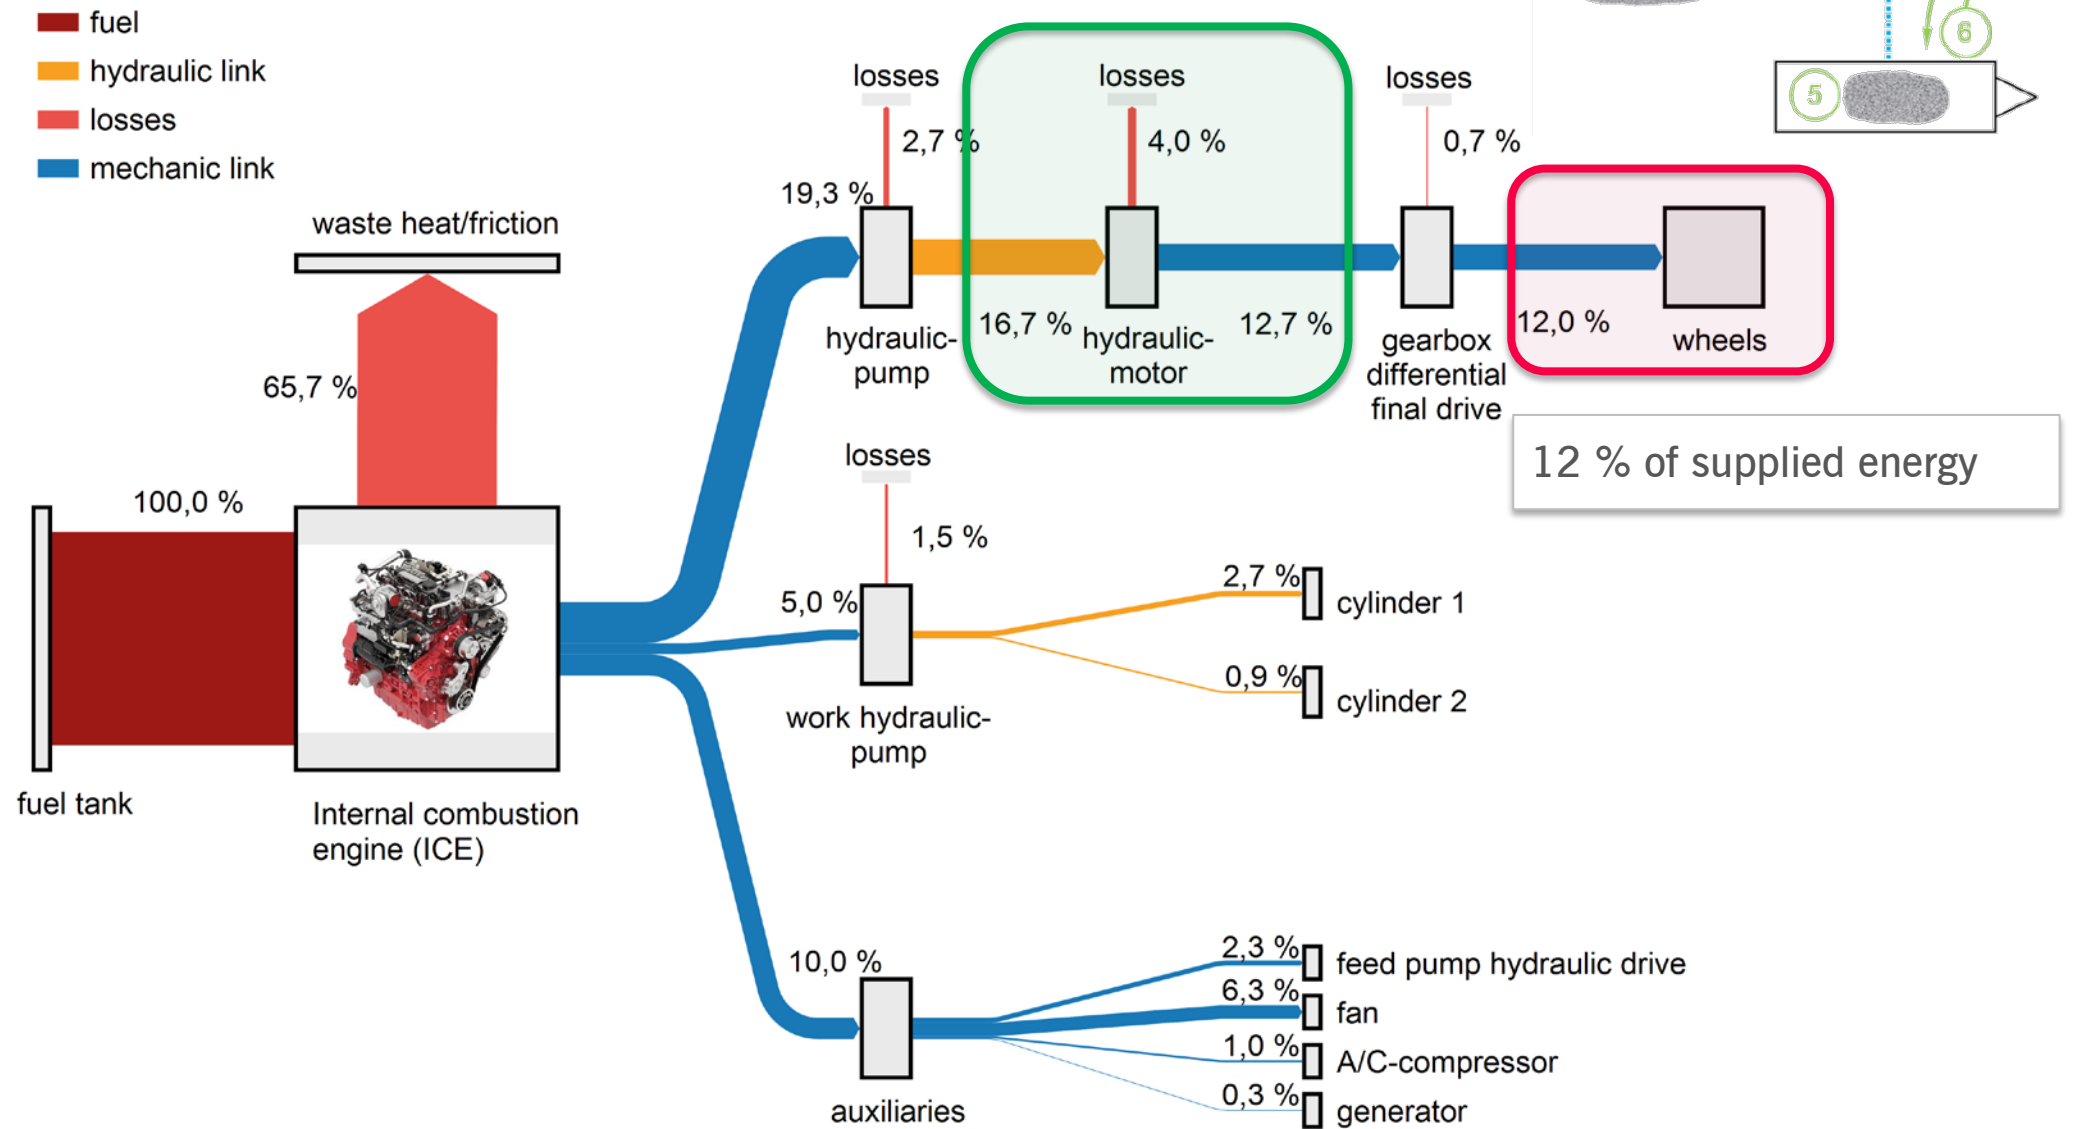 fuel
hydraulic link
losses
mechanic link
6
5
losses
losses
losses
2,7 %
4,0 %
0,7 %
19,3 %
waste heat/friction
16,7 %
12,7 %
12,0 %
hydraulic-
pump
hydraulic-
motor
gearbox
differential
final drive
wheels
65,7 %
12 % of supplied energy
losses
100,0 %
1,5 %
5,0 %
2,7 %
cylinder 1
0,9 %
cylinder 2
work hydraulic-
pump
fuel tank
Internal combustion
engine (ICE)
10,0 %
2,3 %
feed pump hydraulic drive
6,3 %
fan
1,0 %
A/C-compressor
0,3 %
generator
auxiliaries